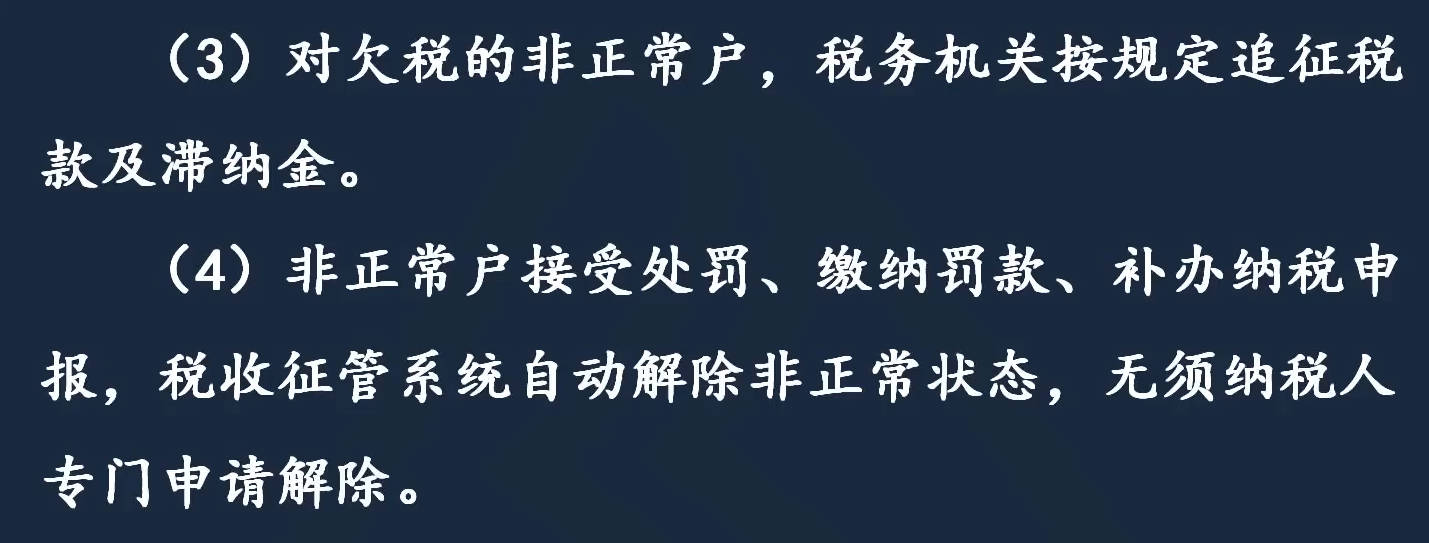 （3）对欠税的非正常户，税务机关按规定追征税
款及滞纳金。
（4）非正常户接受处罚、缴纳罚款、补办纳税申
报，税收征管系统自动解除非正常状态，无须纳税人
专门申请解除。